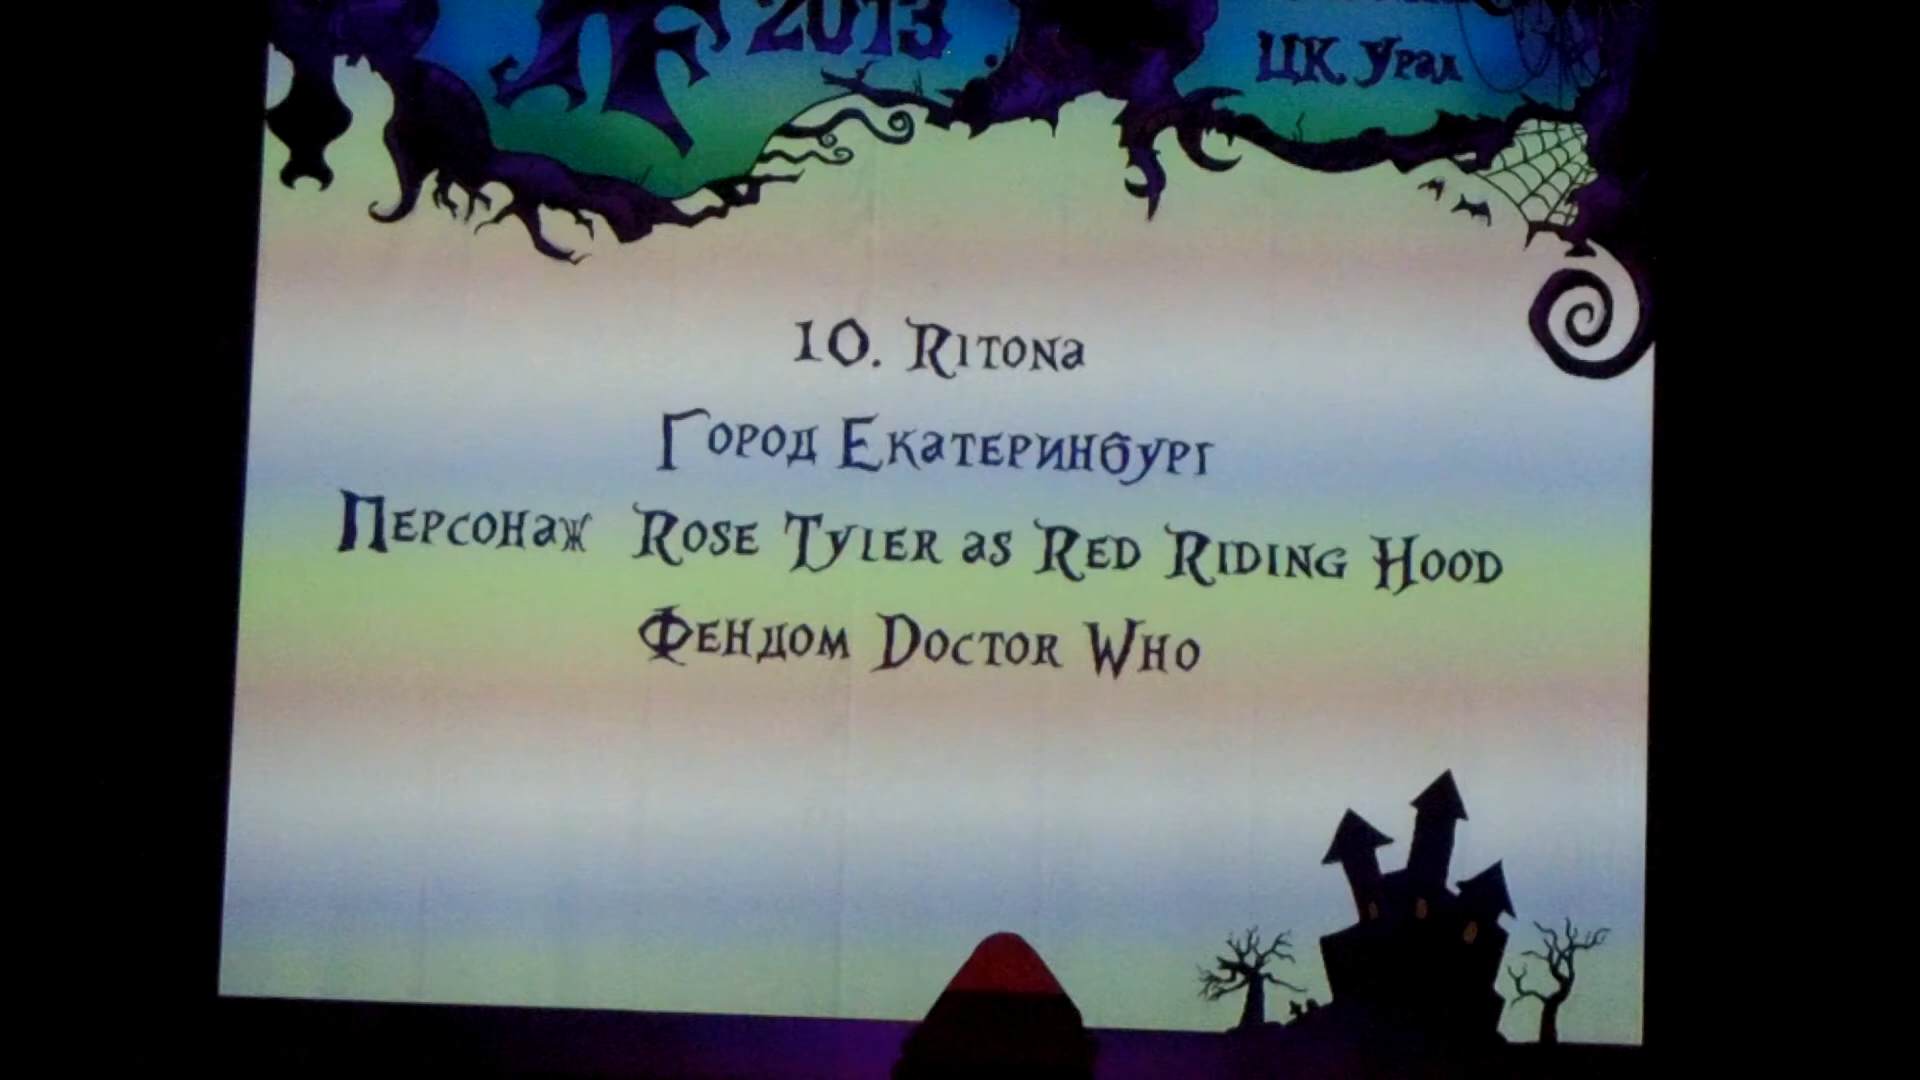 2013
ЦК Урал
10. Ritona
Город Екатеринбург
Персонаж Rose Tyler as Red Riding Hood
Фендом Doctor Who